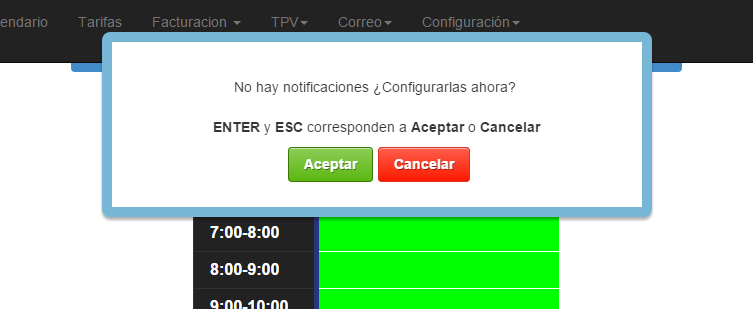 endario Tarifas Facturacion TPV Correo Configuración
No hay notificaciones ¿Configurarlas ahora?
ENTER y ESC corresponden a Aceptar o Cancelar
Aceptar Cancelar
7:00-8:00
8:00-9:00
9:00-10:00